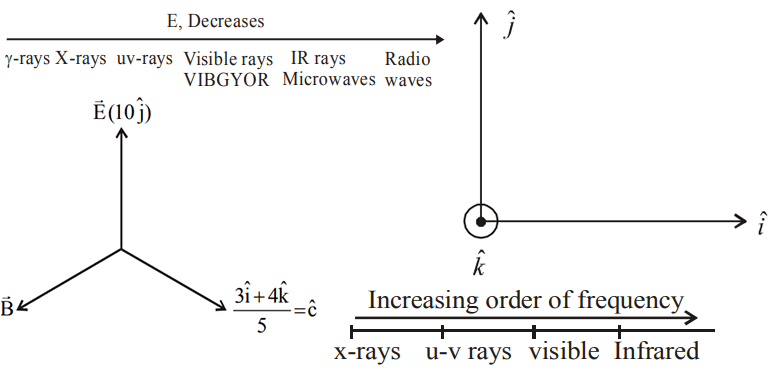 E, Decreases
γ-rays X-rays uv-rays Visible rays IR rays Radio
VIBGYOR Microwaves waves
$\vec{E}(10\hat{j})$
$\vec{B}$
$\frac{3\hat{i}+4\hat{k}}{5}=\hat{c}$
$\hat{j}$
$\hat{i}$
$\hat{k}$
Increasing order of frequency
x-rays u-v rays visible Infrared